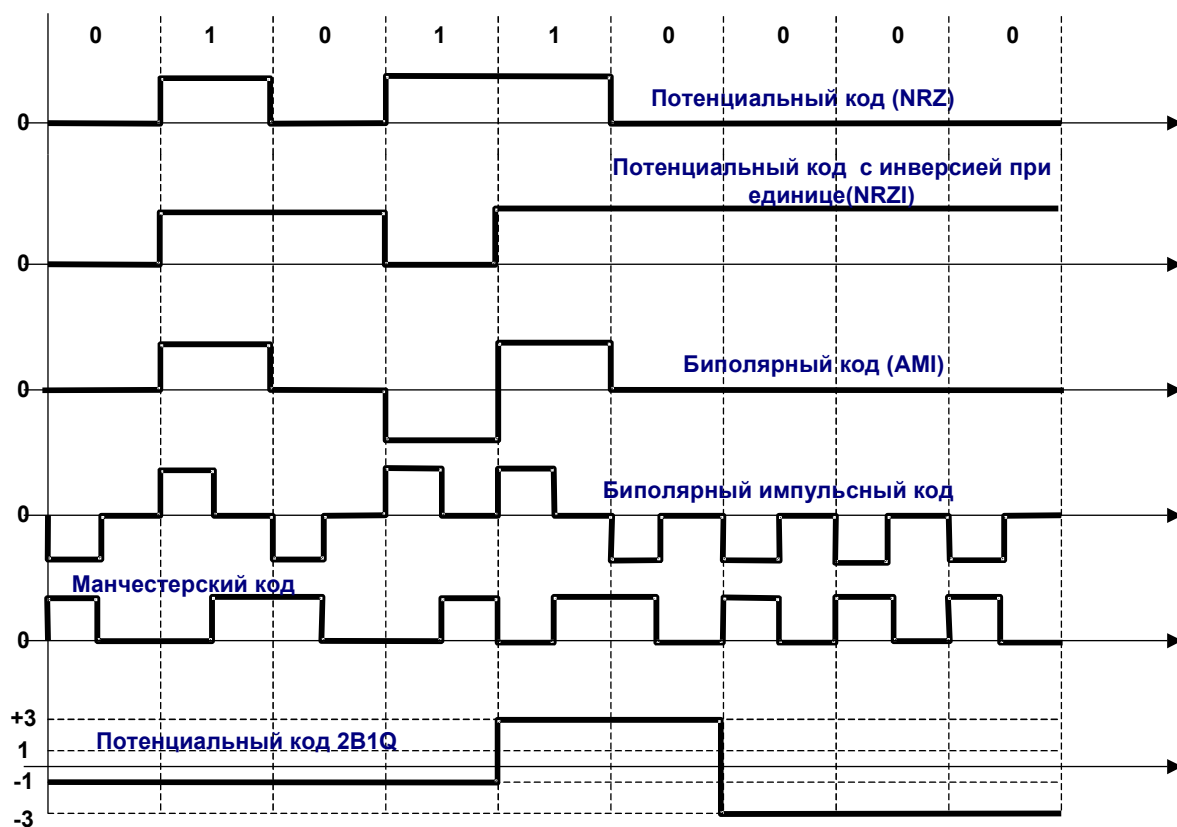 0 1 0 1 1 0 0 0 0
Потенциальный код (NRZ)
0
Потенциальный код с инверсией при
единице(NRZI)
0
Биполярный код (AMI)
0
Биполярный импульсный код
0
Манчестерский код
0
+3
Потенциальный код 2B1Q
1
-1
-3